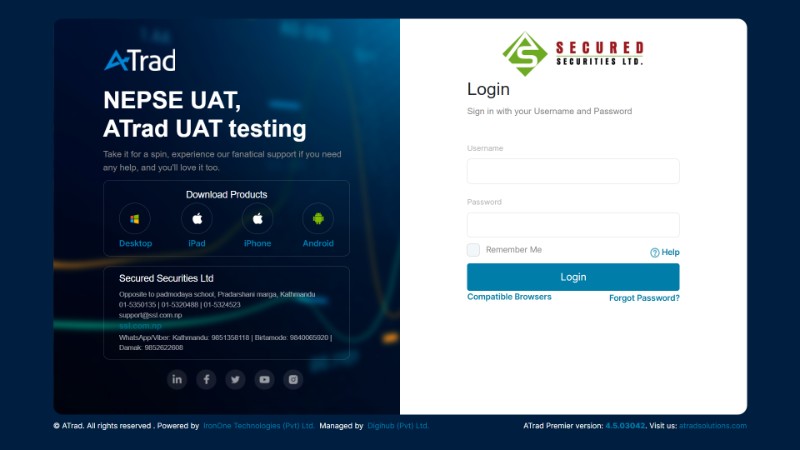 ATrad
NEPSE UAT,
ATrad UAT testing
Take it for a spin, experience our fanatical support if you need
any help, and you'll love it too.
Download Products
Desktop
iPad
iPhone
Android
Secured Securities Ltd
Opposite to padmodaya school, Pradarshani marga, Kathmandu
01-5350135 | 01-5320488 | 01-5324523
support@ssl.com.np
ssl.com.np
WhatsApp/Viber: Kathmandu: 9851358118 | Birtamode: 9840065920 |
Damak: 9852622808
SECURED
SECURITIES LTD.
Login
Sign in with your Username and Password
Username
Password
Remember Me
Help
Login
Compatible Browsers
Forgot Password?
© ATrad. All rights reserved . Powered by IronOne Technologies (Pvt) Ltd. Managed by Digihub (Pvt) Ltd.
ATrad Premier version: 4.5.03042. Visit us: atradsolutions.com